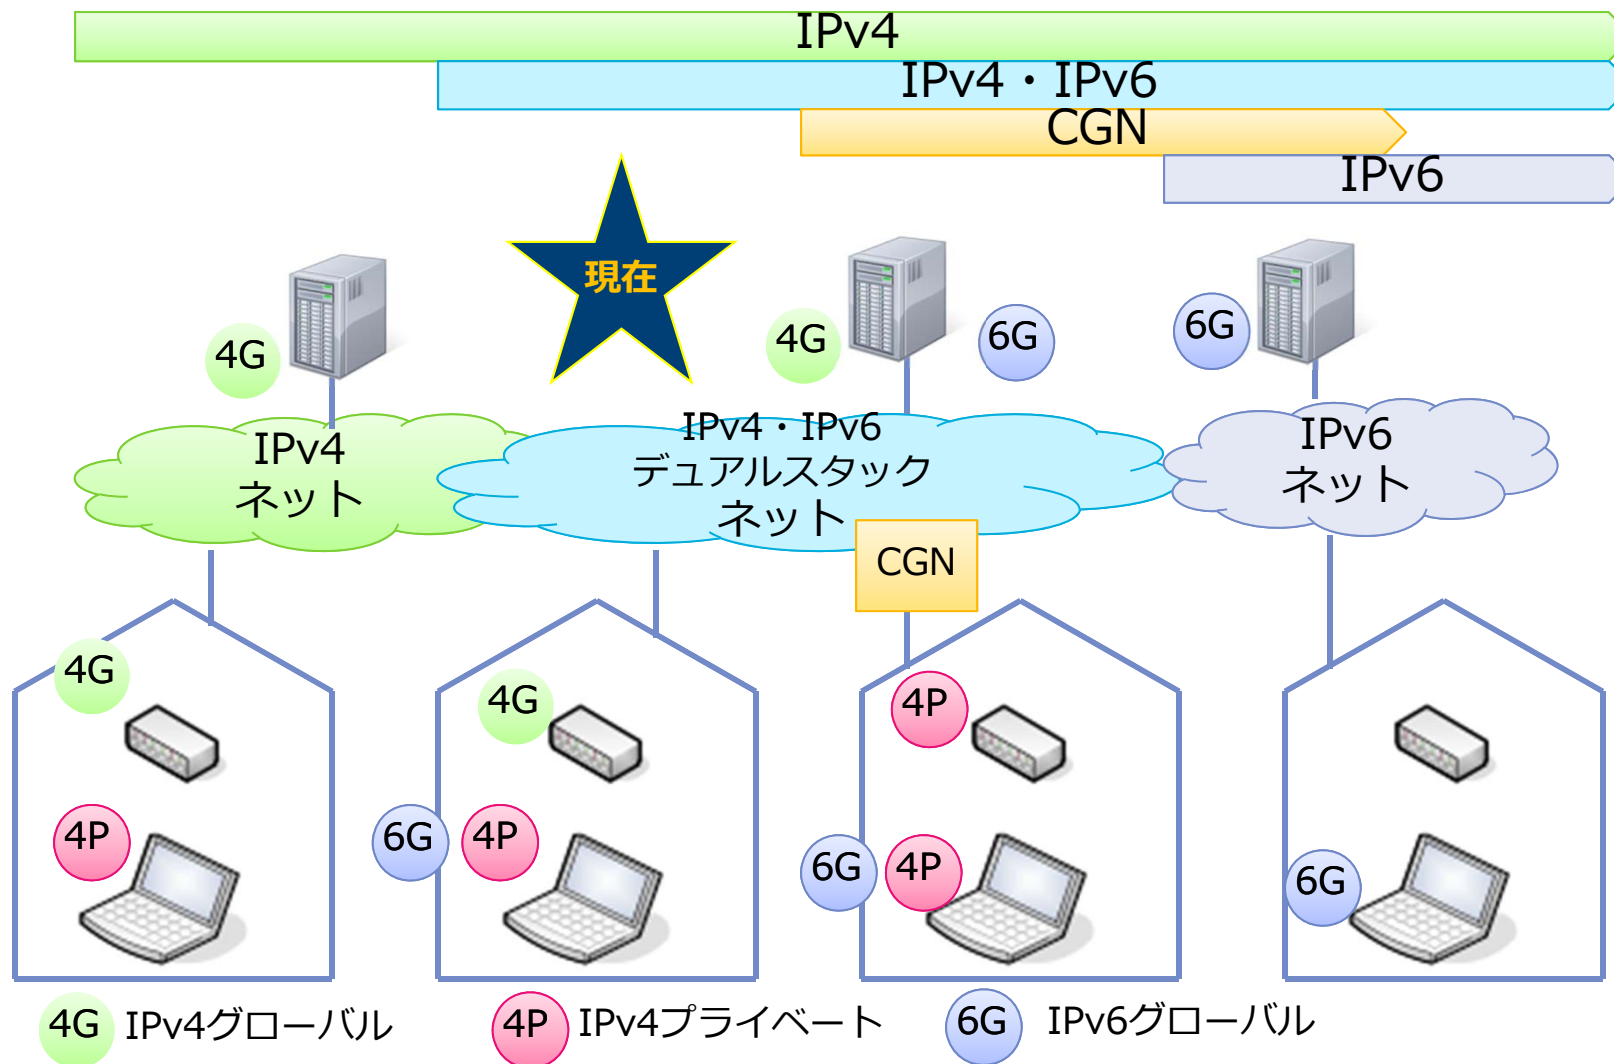 IPv4
IPv4・IPv6
CGN
IPv6
現在
4G
4G
6G
6G
IPv4
ネット
IPv4・IPv6
デュアルスタック
ネット
IPv6
ネット
CGN
4G
4G
4P
4P
6G
4P
6G
4P
6G
4G IPv4グローバル
4P IPv4プライベート
6G IPv6グローバル